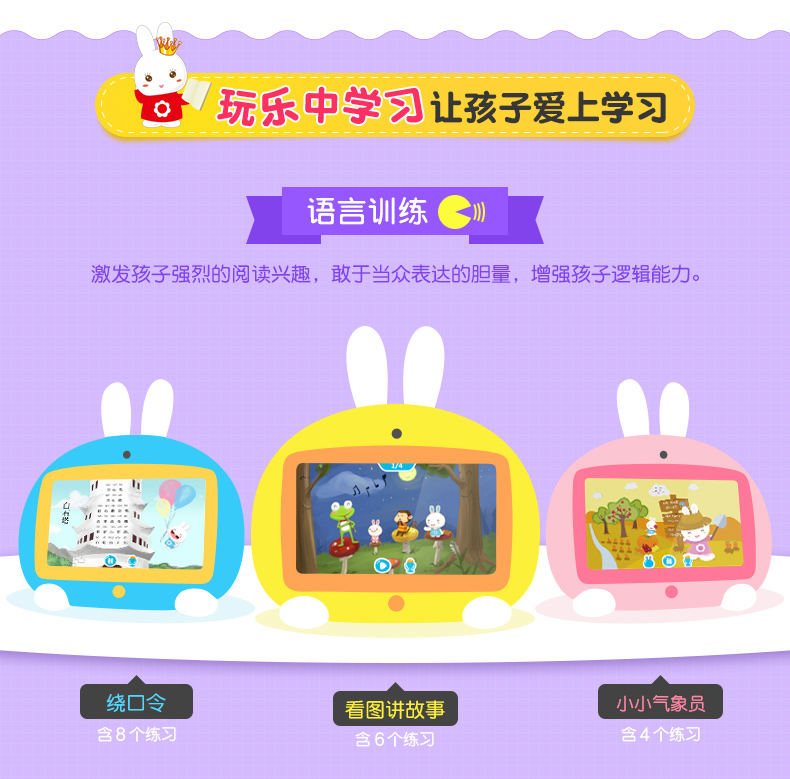 玩乐中学习 让孩子爱上学习
语言训练
激发孩子强烈的阅读兴趣，敢于当众表达的胆量，增强孩子逻辑能力。
白石塔
1/4
绕口令
看图讲故事
小小气象员
含8个练习
含6个练习
含4个练习